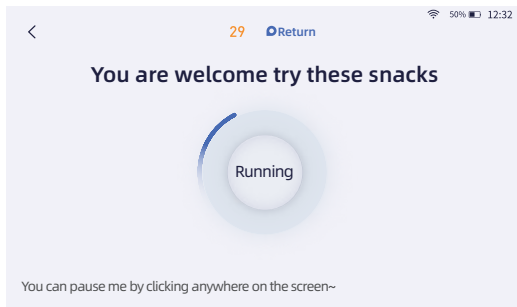 50% 12:32
29 Return
You are welcome try these snacks
Running
You can pause me by clicking anywhere on the screen~